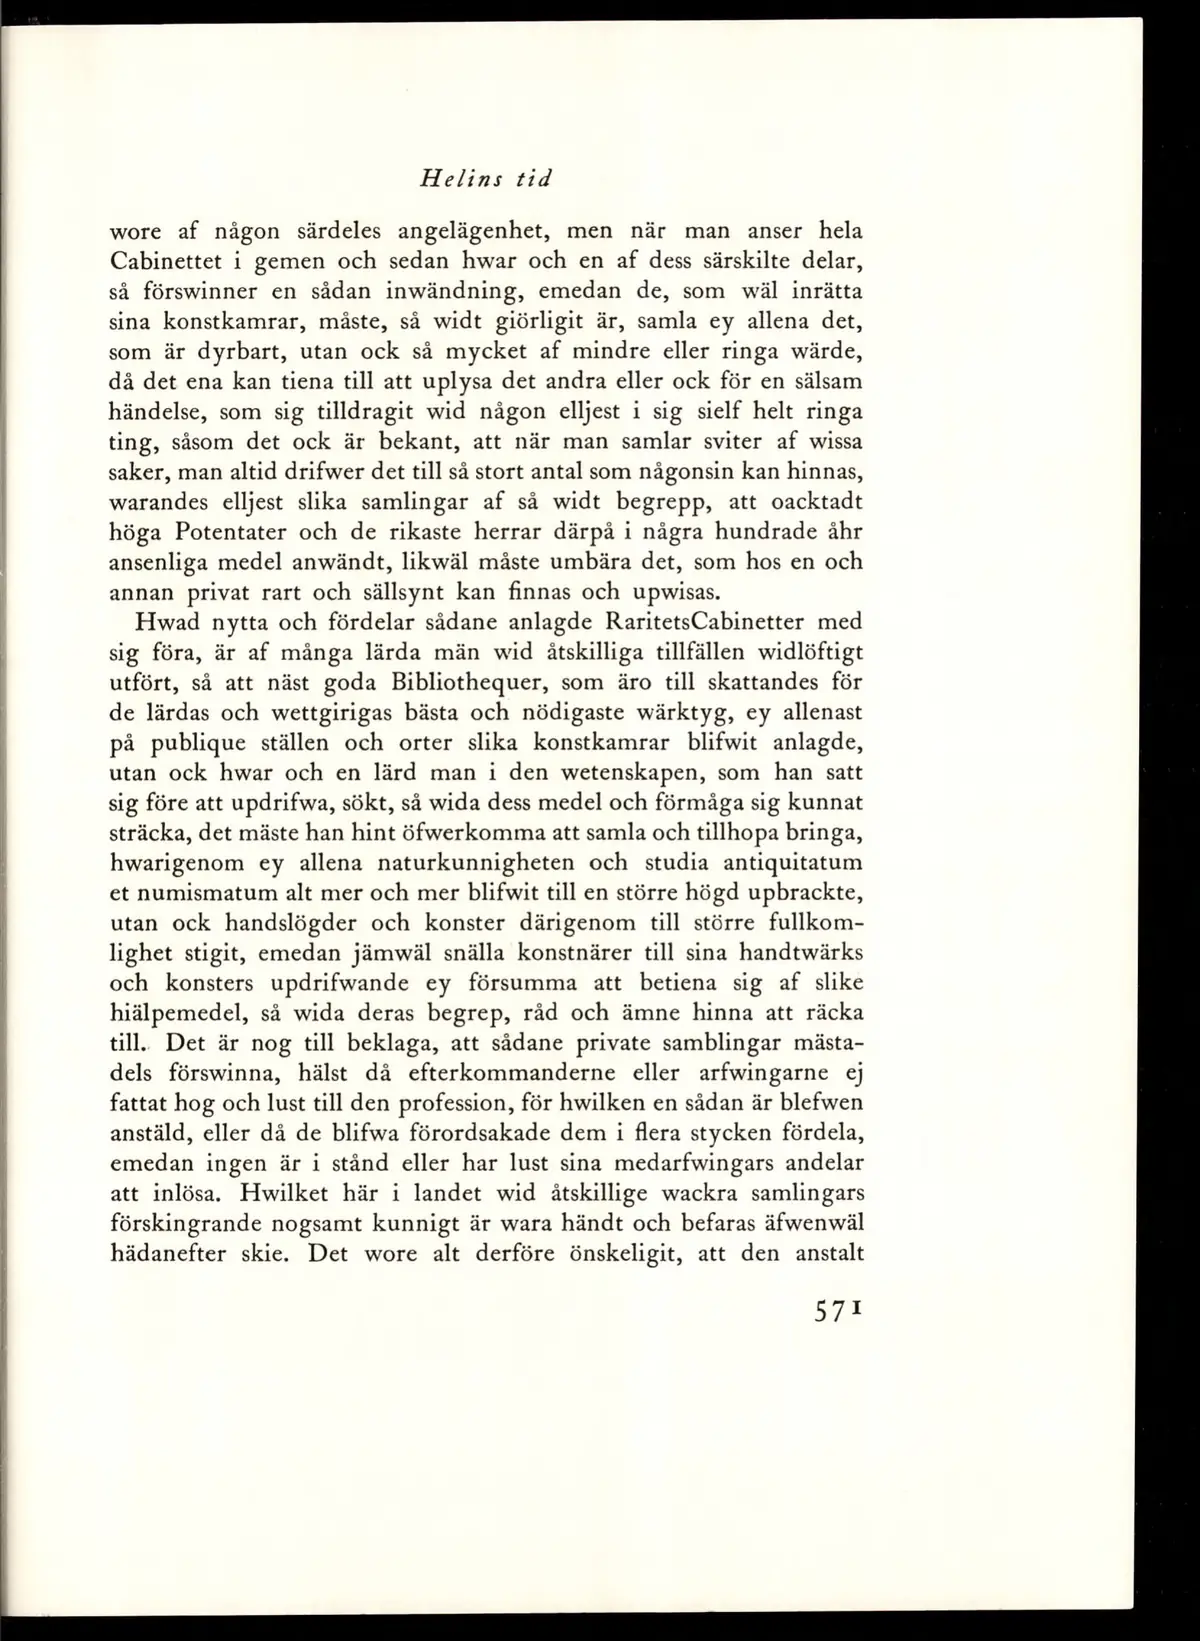 Helins tid
wore af någon särdeles angelägenhet, men när man anser hela
Cabinettet i gemen och sedan hwar och en af dess särskilte delar,
så förswinner en sådan inwändning, emedan de, som wäl inrätta
sina konstkamrar, måste, så widt giörligit är, samla ey allena det,
som är dyrbart, utan ock så mycket af mindre eller ringa wärde,
då det ena kan tiena till att uplysa det andra eller ock för en sälsam
händelse, som sig tilldragit wid någon elljest i sig sielf helt ringa
ting, såsom det ock är bekant, att när man samlar sviter af wissa
saker, man altid drifwer det till så stort antal som någonsin kan hinnas,
warandes elljest slika samlingar af så widt begrepp, att oacktadt
höga Potentater och de rikaste herrar därpå i några hundrade åhr
ansenliga medel anwändt, likwäl måste umbära det, som hos en och
annan privat rart och sällsynt kan finnas och upwisas.
Hwad nytta och fördelar sådane anlagde RaritetsCabinetter med
sig föra, är af många lärda män wid åtskilliga tillfällen widlöftigt
utfört, så att näst goda Bibliothequer, som äro till skattandes för
de lärdas och wettgirigas bästa och nödigaste wärktyg, ey allenast
på publique ställen och orter slika konstkamrar blifwit anlagde,
utan ock hwar och en lärd man i den wetenskapen, som han satt
sig före att updrifwa, sökt, så wida dess medel och förmåga sig kunnat
sträcka, det mäste han hint öfwerkomma att samla och tillhopa bringa,
hwarigenom ey allena naturkunnigheten och studia antiquitatum
et numismatum alt mer och mer blifwit till en större högd upbrackte,
utan ock handslögder och konster därigenom till större fullkom-
lighet stigit, emedan jämwäl snälla konstnärer till sina handtwärks
och konsters updrifwande ey försumma att betiena sig af slike
hiälpemedel, så wida deras begrep, råd och ämne hinna att räcka
till. Det är nog till beklaga, att sådane private samblingar mästa-
dels förswinna, hälst då efterkommanderne eller arfwingarne ej
fattat hog och lust till den profession, för hwilken en sådan är blefwen
anstäld, eller då de blifwa förordsakade dem i flera stycken fördela,
emedan ingen är i stånd eller har lust sina medarfwingars andelar
att inlösa. Hwilket här i landet wid åtskillige wackra samlingars
förskingrande nogsamt kunnigt är wara händt och befaras äfwenwäl
hädanefter skie. Det wore alt derföre önskeligit, att den anstalt
571